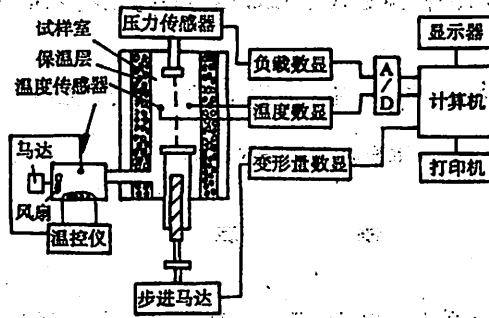 试样室
压力传感器
显示器
保温层
负载数显
A/D
温度传感器
计算机
温度数显
马达
变形量数显
打印机
风扇
温控仪
步进马达